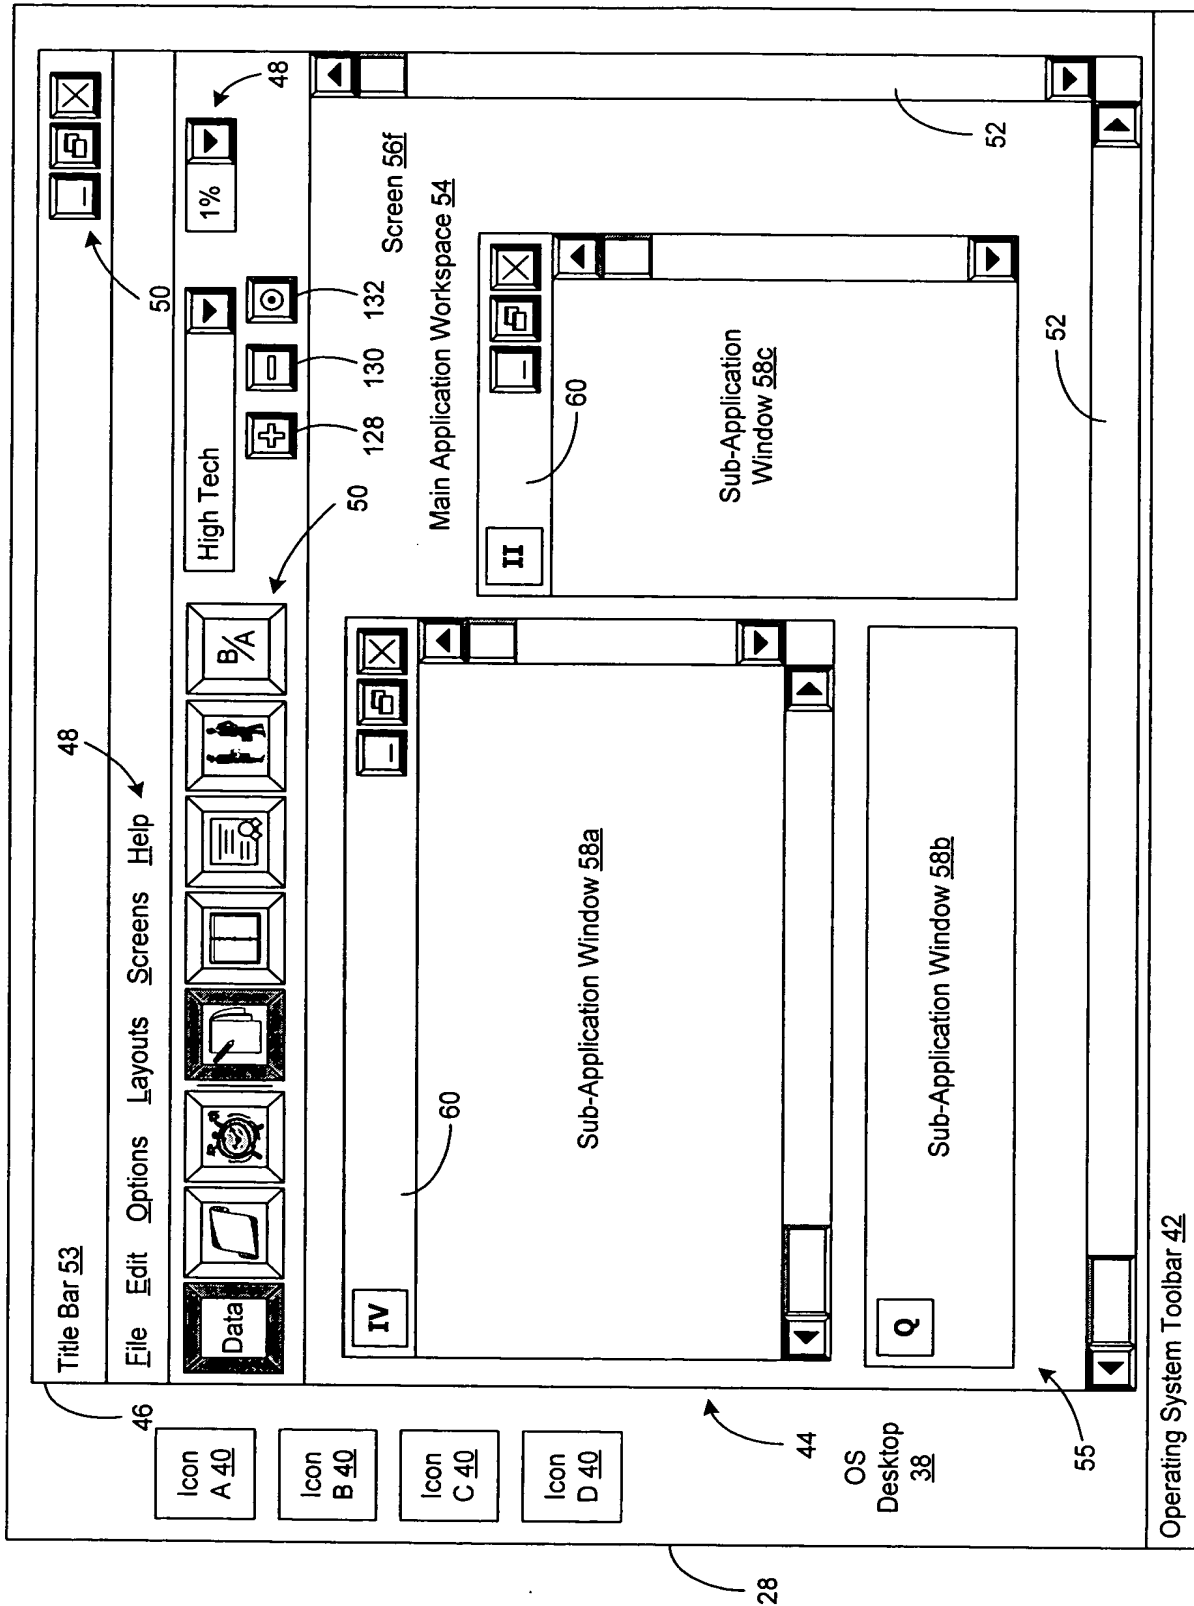 Title Bar 53
50
File Edit Options Layouts Screens Help
48
46
Data
B/A
50
High Tech
1%
48
128
130
132
Screen 56f
Main Application Workspace 54
IV
60
Sub-Application Window 58a
II
60
Sub-Application
Window 58c
52
Q
Sub-Application Window 58b
52
55
44
Icon
A 40
Icon
B 40
Icon
C 40
Icon
D 40
OS
Desktop
38
Operating System Toolbar 42
28